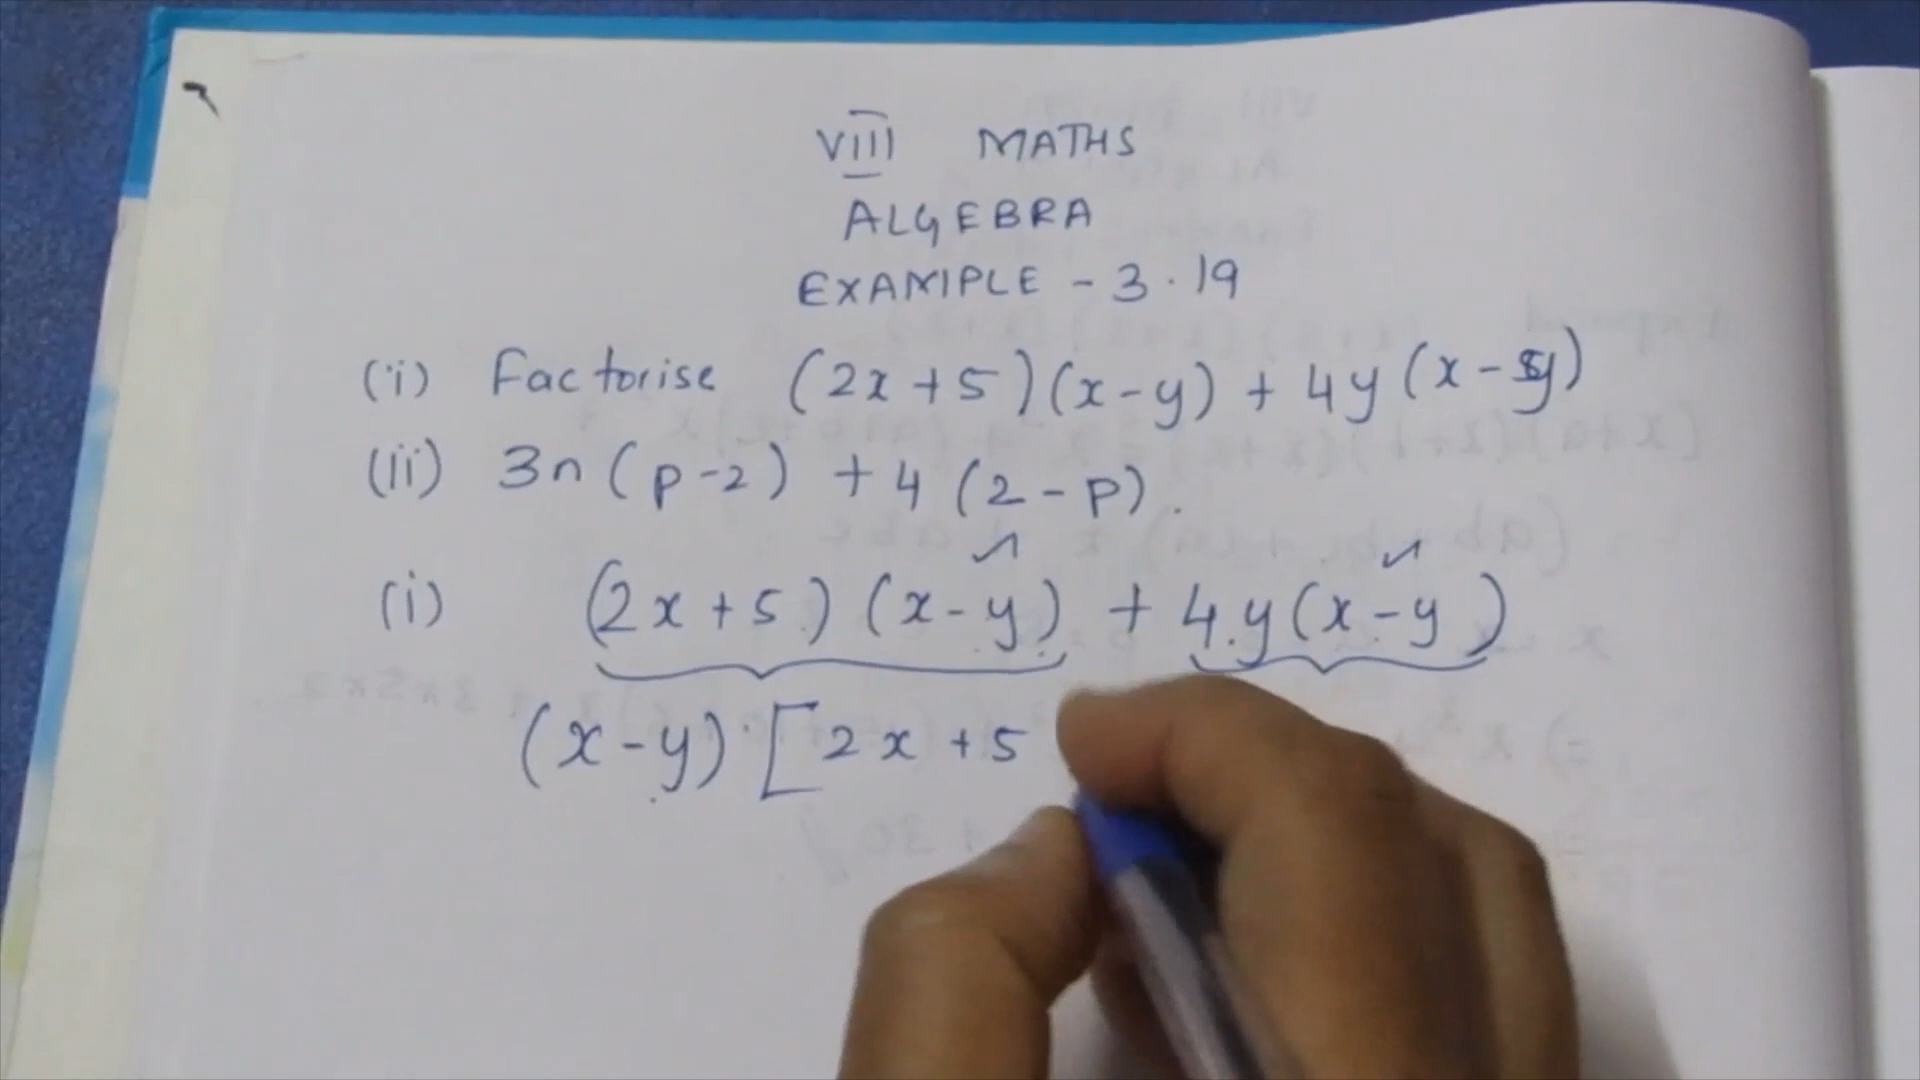 VIII MATHS
ALGEBRA
EXAMPLE - 3.19
(i) Factorise (2x+5)(x-y) + 4y(x-y)
(ii) 3n(p-2) + 4(2-p).
(i) (2x+5)(x-y) + 4y(x-y)
(x-y)[2x+5